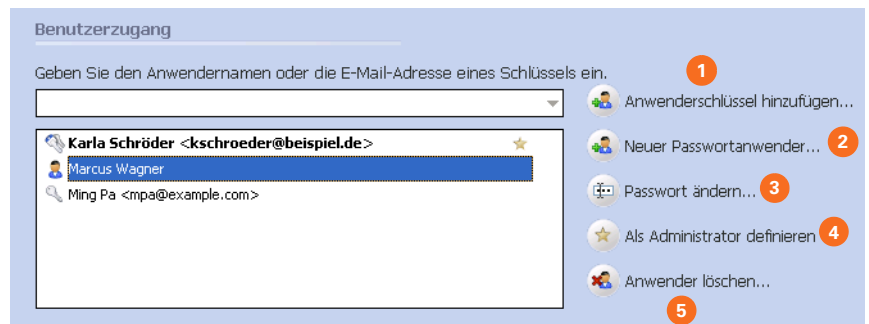 Benutzerzugang
Geben Sie den Anwendernamen oder die E-Mail-Adresse eines Schlüssels ein.
1
Anwenderschlüssel hinzufügen...
Karla Schröder <kschroeder@beispiel.de>
Neuer Passwortanwender... 2
Marcus Wagner
Ming Pa <mpa@example.com>
Passwort ändern... 3
Als Administrator definieren 4
Anwender löschen...
5